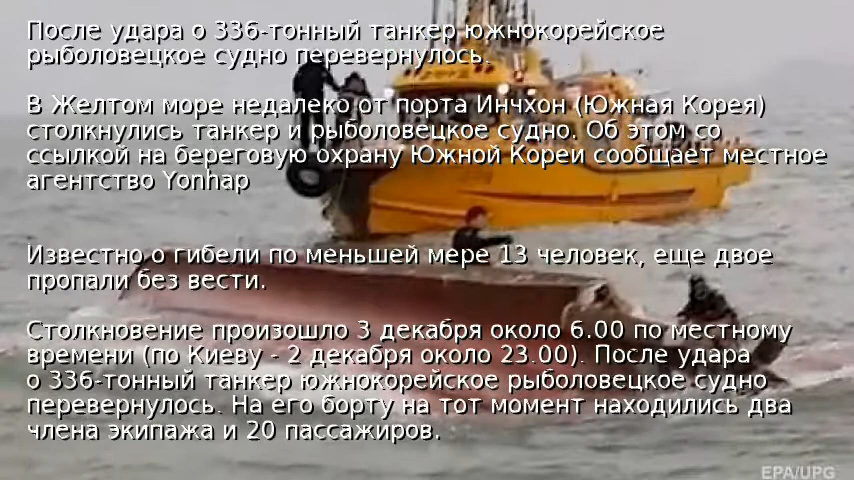 После удара о 336-тонный танкер южнокорейское
рыболовецкое судно перевернулось.
В Желтом море недалеко от порта Инчхон (Южная Корея)
столкнулись танкер и рыболовецкое судно. Об этом со
ссылкой на береговую охрану Южной Кореи сообщает местное
агентство Yonhap
Известно о гибели по меньшей мере 13 человек, еще двое
пропали без вести.
Столкновение произошло 3 декабря около 6.00 по местному
времени (по Киеву - 2 декабря около 23.00). После удара
о 336-тонный танкер южнокорейское рыболовецкое судно
перевернулось. На его борту на тот момент находились два
члена экипажа и 20 пассажиров.
EPA/UPG